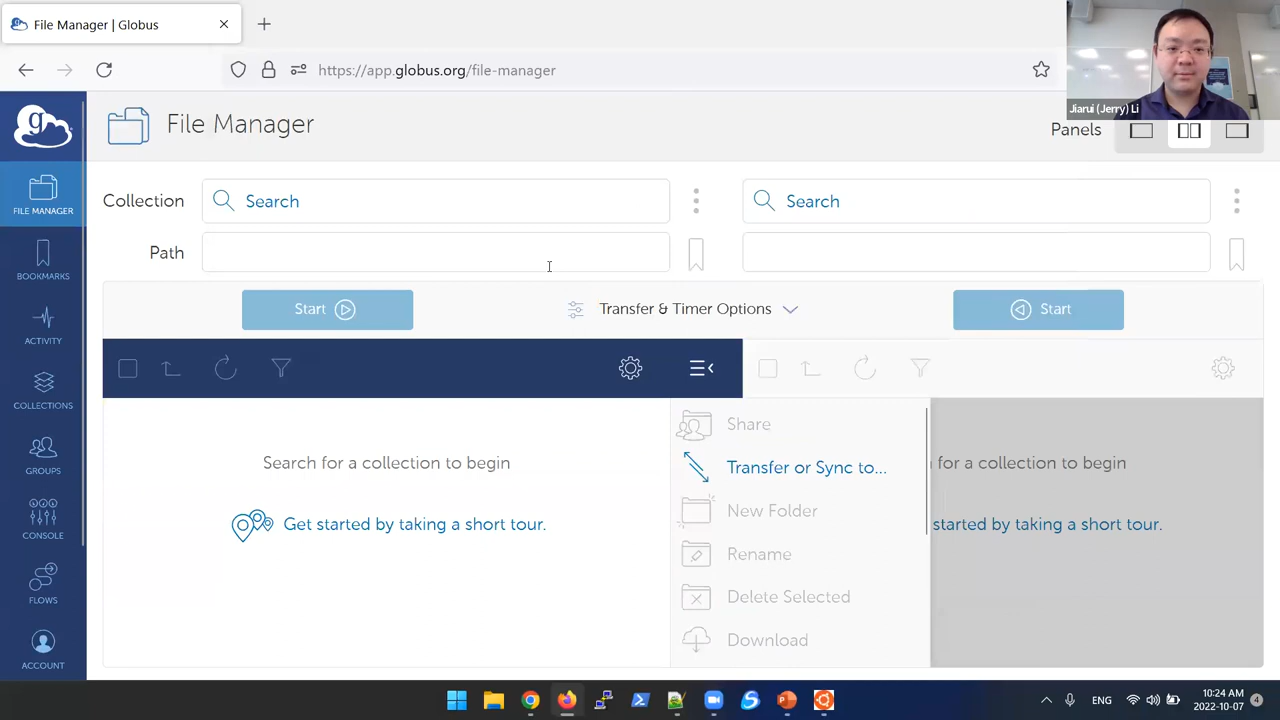 File Manager | Globus
https://app.globus.org/file-manager
Jiarui (Jerry) Li
g
File Manager
Panels
FILE MANAGER
BOOKMARKS
ACTIVITY
COLLECTIONS
GROUPS
CONSOLE
FLOWS
ACCOUNT
Collection
Search
Search
Path
Start
Transfer & Timer Options
Start
Search for a collection to begin
Get started by taking a short tour.
Share
Transfer or Sync to...
New Folder
Rename
Delete Selected
Download
for a collection to begin
started by taking a short tour.
ENG
10:24 AM
2022-10-07
4